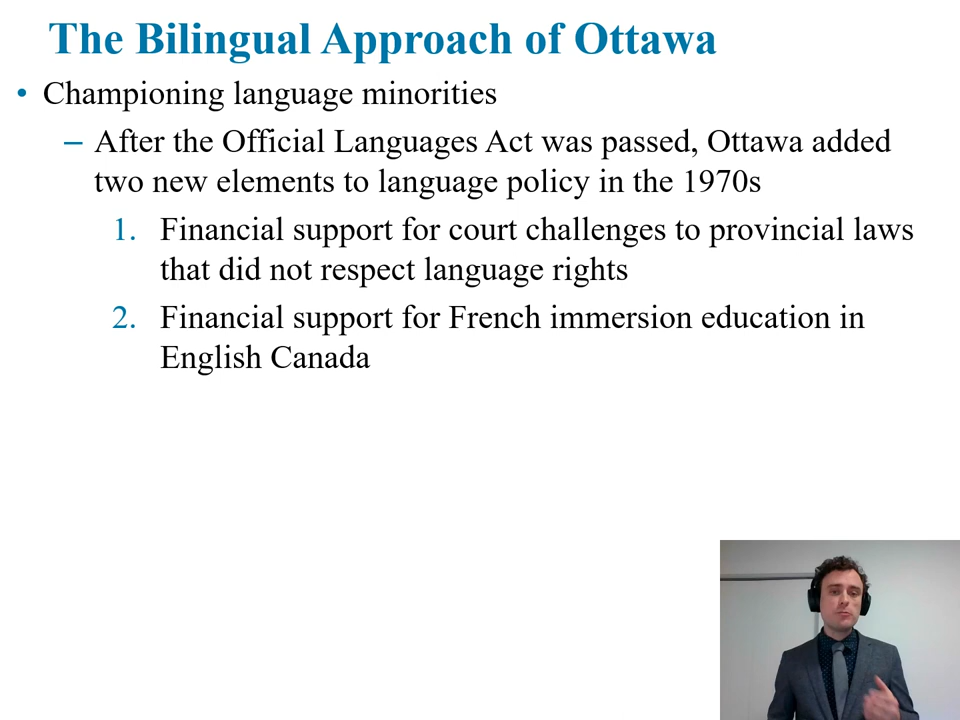 The Bilingual Approach of Ottawa
• Championing language minorities
– After the Official Languages Act was passed, Ottawa added
two new elements to language policy in the 1970s
1. Financial support for court challenges to provincial laws
that did not respect language rights
2. Financial support for French immersion education in
English Canada